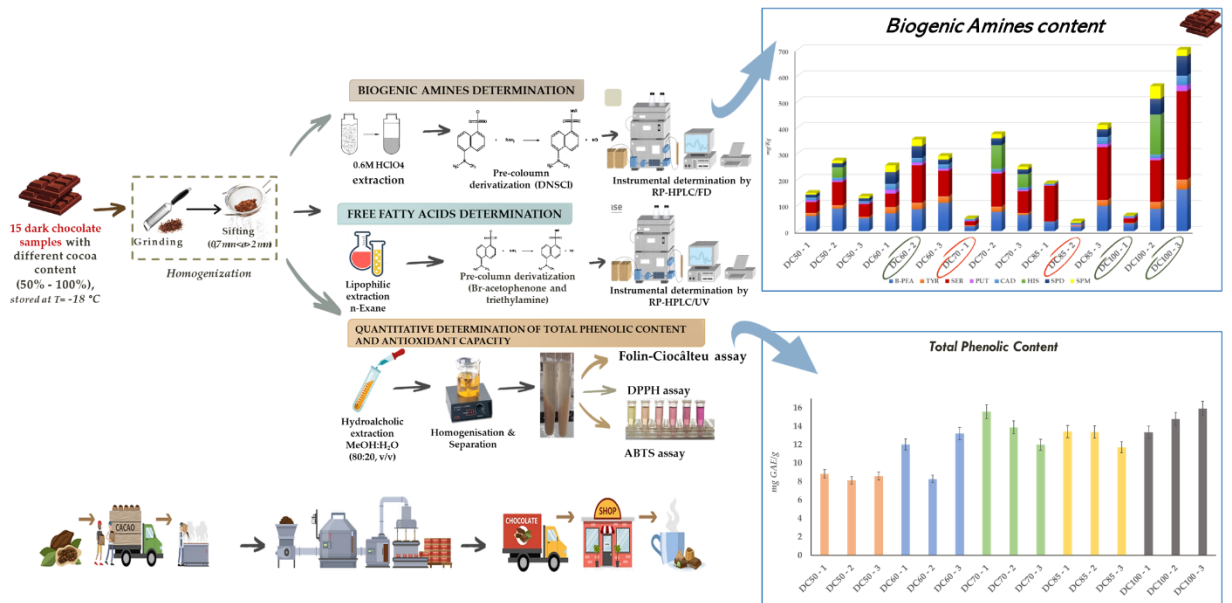 15 dark chocolate
samples with
different cocoa
content
(50% - 100%),
stored at T= -18 °C
Grinding
Sifting
(0,7 mm<ø>2 mm)
Homogenization
BIOGENIC AMINES DETERMINATION
0.6M HClO4
extraction
Pre-coloumn
derivatization (DNSCl)
Instrumental determination by
RP-HPLC/FD
FREE FATTY ACIDS DETERMINATION
Lipophilic
extraction
n-Exane
Pre-column derivatization
(Br-acetophenone and
triethylamine)
ise
Instrumental determination by
RP-HPLC/UV
QUANTITATIVE DETERMINATION OF TOTAL PHENOLIC CONTENT
AND ANTIOXIDANT CAPACITY
Hydroalcholic
extraction
MeOH:H₂O
(80:20, v/v)
Homogenisation &
Separation
Folin-Ciocâlteu assay
DPPH assay
ABTS assay
CACAO
CHOCOLATE
SHOP
Biogenic Amines content
700
600
500
400
300
200
100
0
mg/kg
DC50 - 1
DC50 - 2
DC50 - 3
DC60 - 1
DC60 - 2
DC60 - 3
DC70 - 1
DC70 - 2
DC70 - 3
DC85 - 1
DC85 - 2
DC85 - 3
DC100 - 1
DC100 - 2
DC100 - 3
B-PEA TYR SER PUT CAD HIS SPD SPM
Total Phenolic Content
16
14
12
10
8
6
4
2
0
mg GAE/g
DC50 - 1
DC50 - 2
DC50 - 3
DC60 - 1
DC60 - 2
DC60 - 3
DC70 - 1
DC70 - 2
DC70 - 3
DC85 - 1
DC85 - 2
DC85 - 3
DC100 - 1
DC100 - 2
DC100 - 3